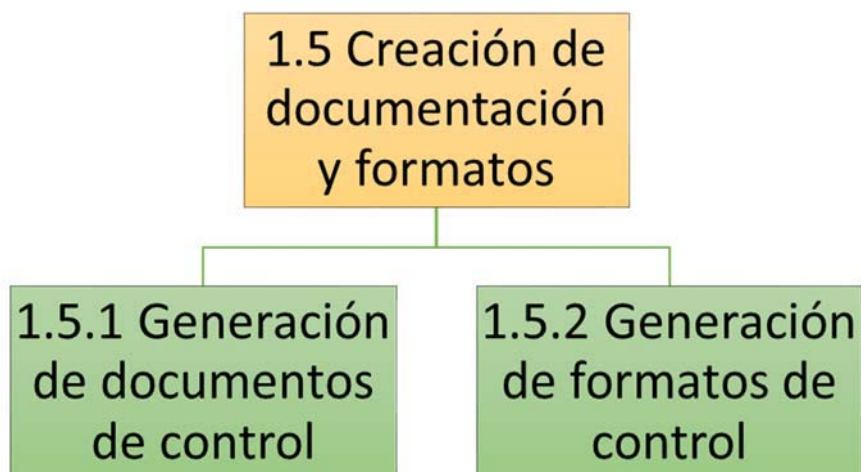 1.5 Creación de
documentación
y formatos
1.5.1 Generación
de documentos
de control
1.5.2 Generación
de formatos de
control